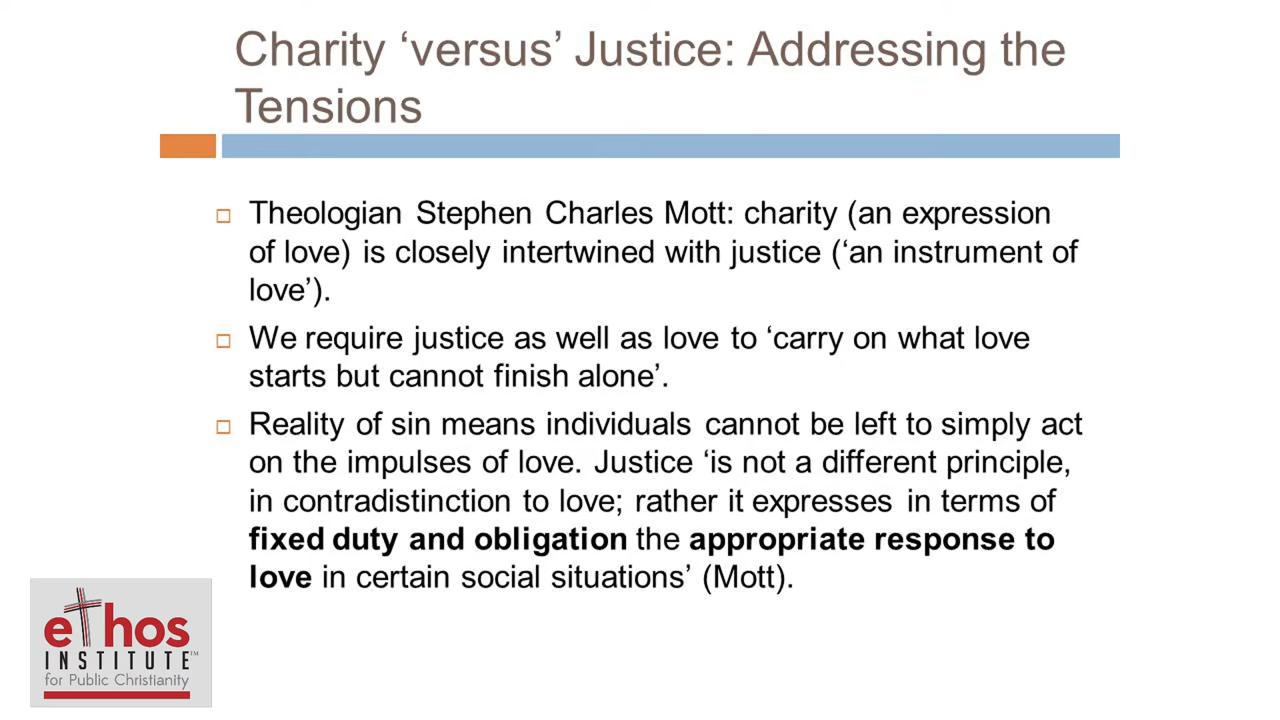 Charity ‘versus’ Justice: Addressing the
Tensions
Theologian Stephen Charles Mott: charity (an expression
of love) is closely intertwined with justice (‘an instrument of
love’).
We require justice as well as love to ‘carry on what love
starts but cannot finish alone’.
Reality of sin means individuals cannot be left to simply act
on the impulses of love. Justice ‘is not a different principle,
in contradistinction to love; rather it expresses in terms of
fixed duty and obligation the appropriate response to
love in certain social situations’ (Mott).
ethos
INSTITUTE™
for Public Christianity